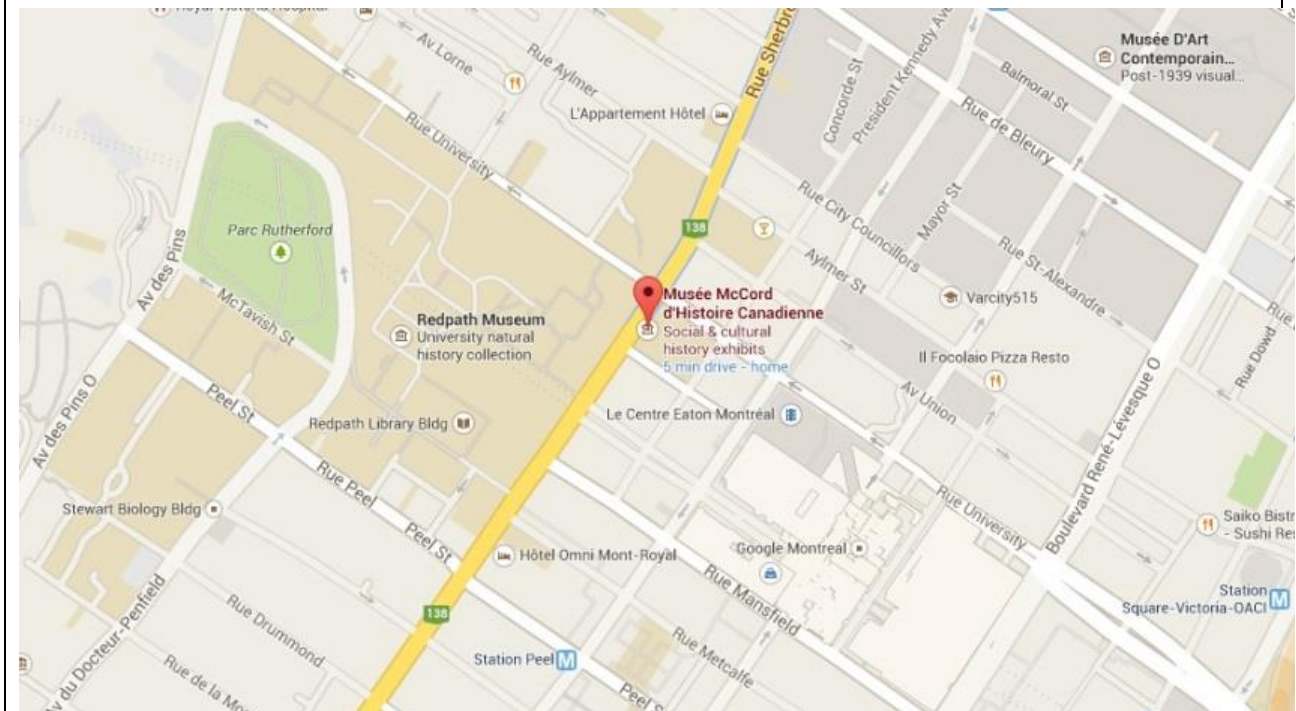 Royal Victoria Hospital
Av Lorne
Rue Aylmer
Rue Sherbro
Concorde St
President Kennedy Ave
Balmoral St
Musée D'Art
Contemporain...
Post-1939 visual...
L'Appartement Hôtel
Rue de Bleury
Rue University
Rue City Councillors
Mayor St
Rue St-Alexandre
Parc Rutherford
138
Aylmer St
Av des Pins
McTavish St
Musée McCord
d'Histoire Canadienne
Social & cultural
history exhibits
5 min drive - home
Varcity515
Redpath Museum
University natural
history collection
Il Focolaio Pizza Resto
Rue Dowd
Av Union
Boulevard René-Lévesque O
Peel St
Av des Pins O
Redpath Library Bldg
Le Centre Eaton Montréal
Rue Peel
Rue University
Stewart Biology Bldg
Peel St
Hôtel Omni Mont-Royal
Google Montreal
Saiko Bistr
- Sushi Res
Rue Mansfield
Station
Square-Victoria-OACI
M
Av du Docteur-Penfield
Rue Drummond
138
Rue Metcalfe
Station Peel
M
Rue de la Mo
Peel S